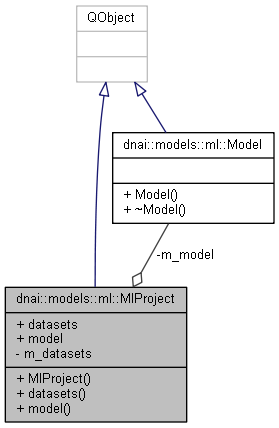 QObject
dnai::models::ml::Model
+ Model()
+ ~Model()
-m_model
dnai::models::ml::MlProject
+ datasets
+ model
- m_datasets
+ MlProject()
+ datasets()
+ model()